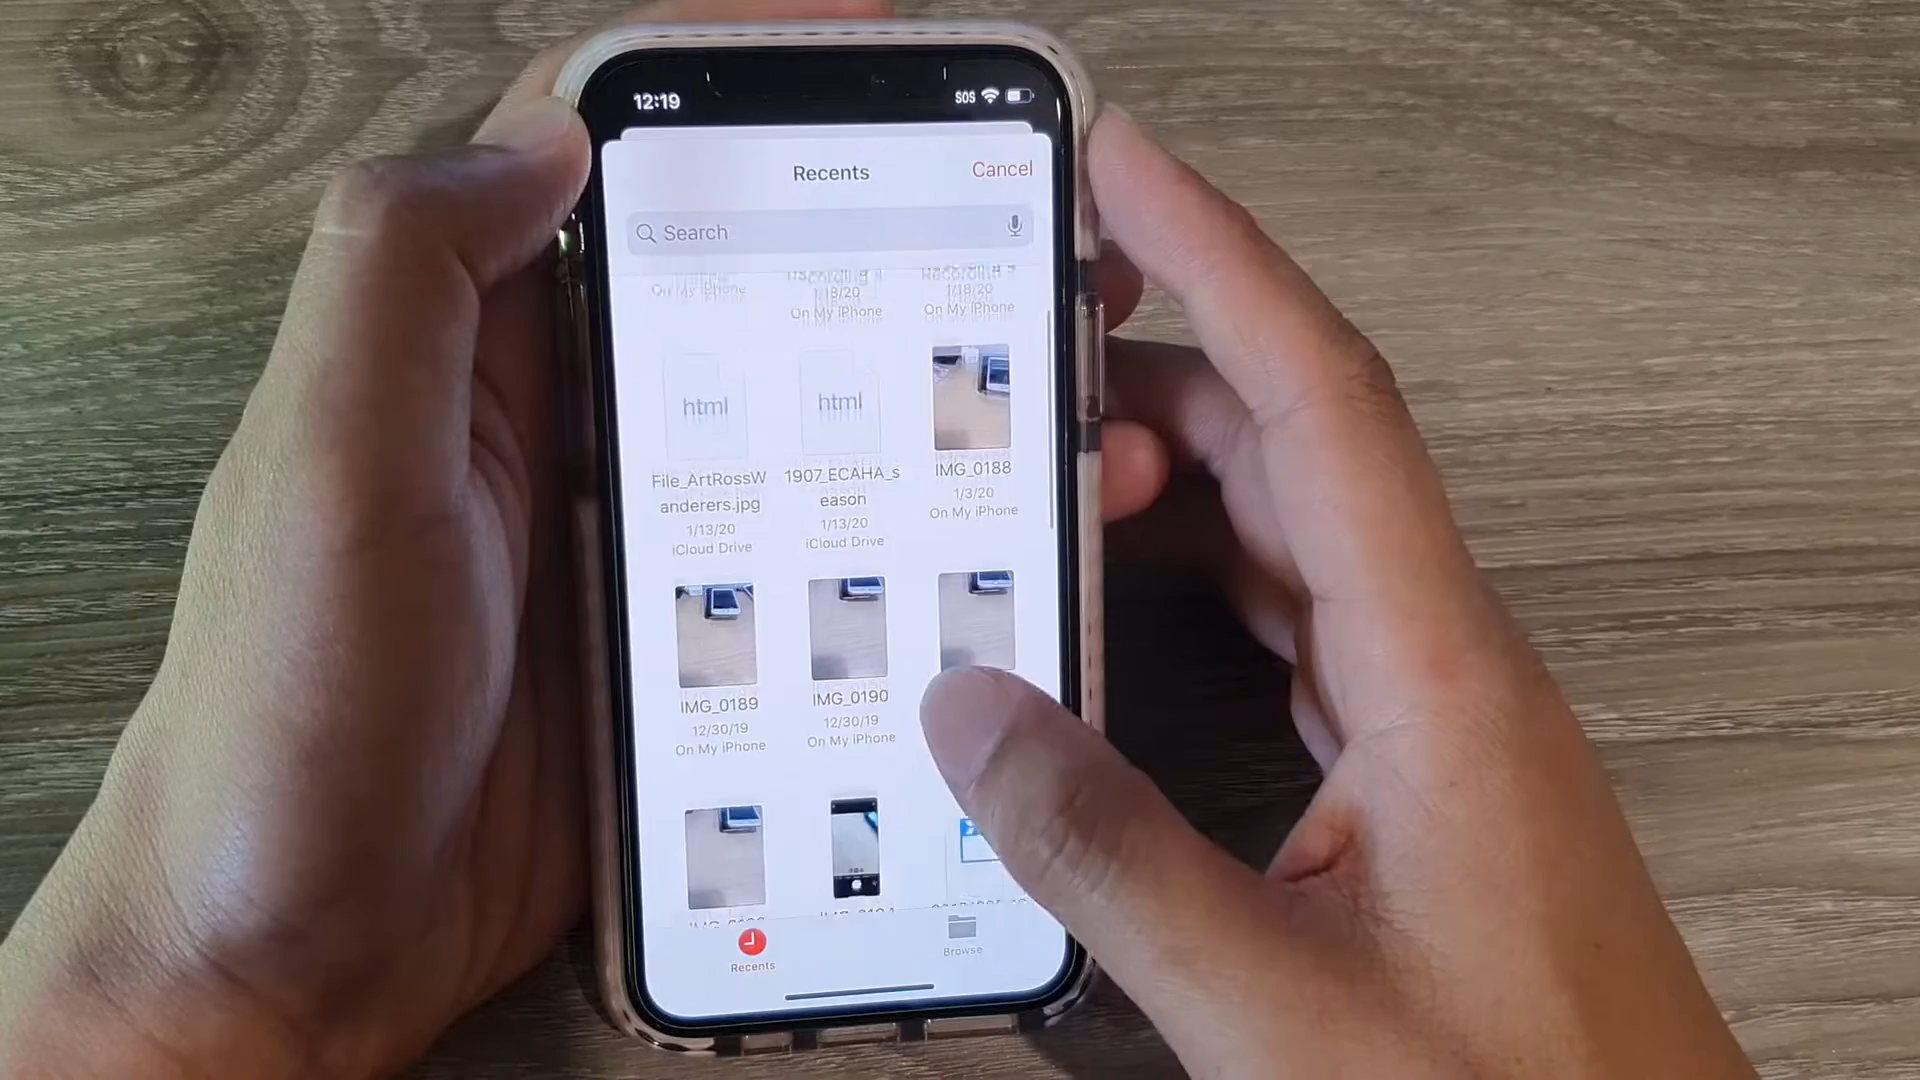 12:19
SOS
Recents
Cancel
Search
On My iPhone
1/18/20
On My iPhone
1/18/20
On My iPhone
html
html
File_ArtRossW
anderers.jpg
1/13/20
iCloud Drive
1907_ECAHA_s
eason
1/13/20
iCloud Drive
IMG_0188
1/3/20
On My iPhone
IMG_0189
12/30/19
On My iPhone
IMG_0190
12/30/19
On My iPhone
Recents
Browse